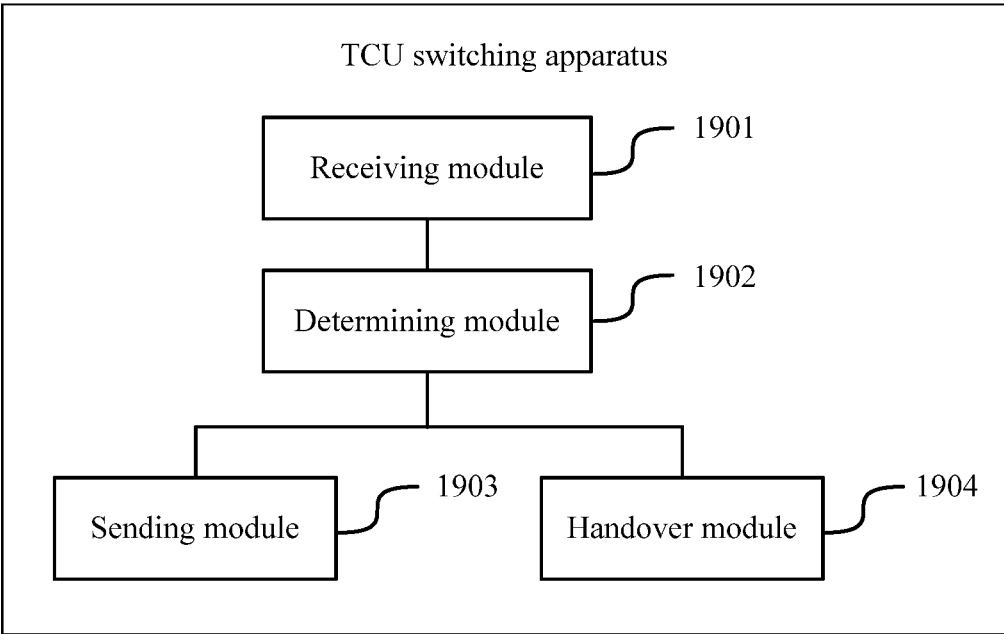 TCU switching apparatus
1901
Receiving module
1902
Determining module
1903
Sending module
1904
Handover module